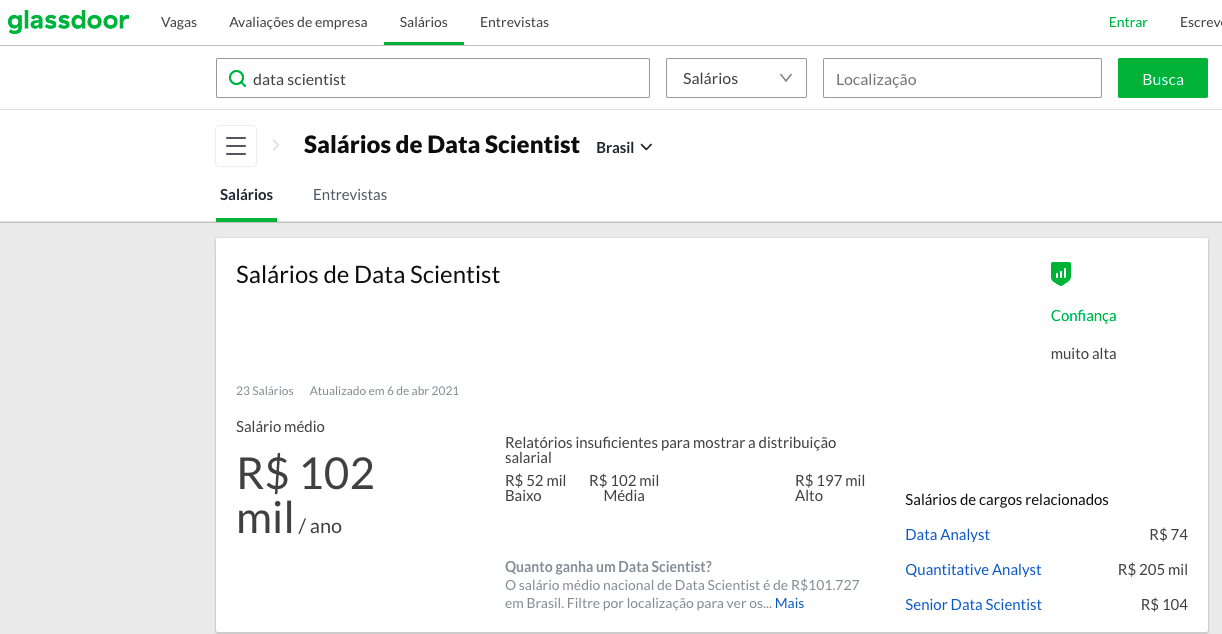 glassdoor
Vagas
Avaliações de empresa
Salários
Entrevistas
Entrar
Escrev
data scientist
Salários
Localização
Busca
Salários de Data Scientist
Brasil
Salários
Entrevistas
Salários de Data Scientist
Confiança
muito alta
23 Salários
Atualizado em 6 de abr 2021
Salário médio
R$ 102
mil / ano
Relatórios insuficientes para mostrar a distribuição
salarial
R$ 52 mil
Baixo
R$ 102 mil
Média
R$ 197 mil
Alto
Quanto ganha um Data Scientist?
O salário médio nacional de Data Scientist é de R$101.727
em Brasil. Filtre por localização para ver os... Mais
Salários de cargos relacionados
Data Analyst R$ 74
Quantitative Analyst R$ 205 mil
Senior Data Scientist R$ 104